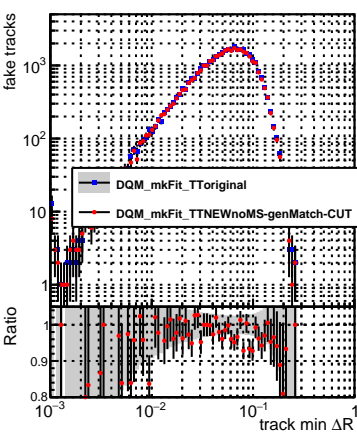 fake tracks
10³
10²
10
1
DQM_mkFit_TToriginal
DQM_mkFit_TTNEWnoMS-genMatch-CUT
Ratio
1
0.9
0.8
10⁻³ 10⁻² 10⁻¹ 1
track min ΔR